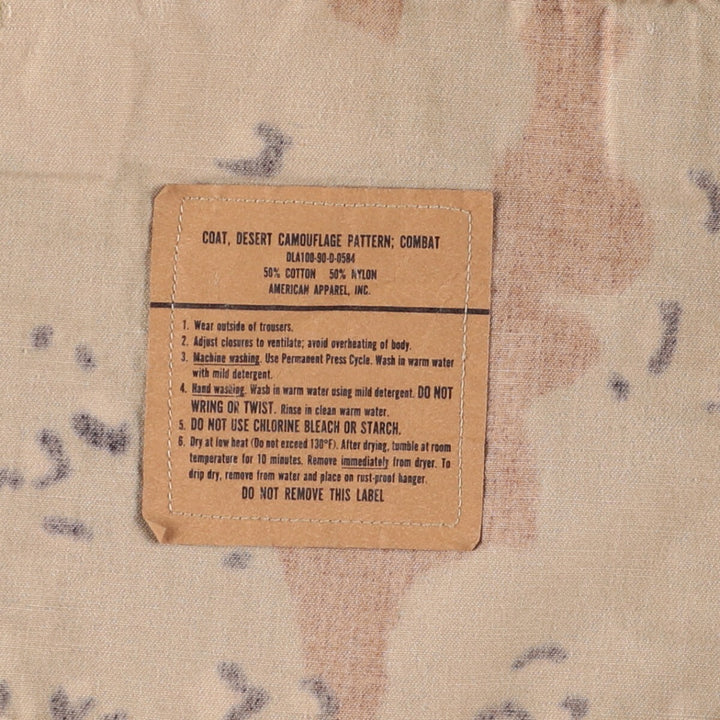 COAT, DESERT CAMOUFLAGE PATTERN; COMBAT
DLA100-90-D-0584
50% COTTON 50% NYLON
AMERICAN APPAREL, INC.
1. Wear outside of trousers.
2. Adjust closures to ventilate; avoid overheating of body.
3. Machine washing. Use Permanent Press Cycle. Wash in warm water
with mild detergent.
4. Hand washing. Wash in warm water using mild detergent. DO NOT
WRING OR TWIST. Rinse in clean warm water.
5. DO NOT USE CHLORINE BLEACH OR STARCH.
6. Dry at low heat (Do not exceed 130°F). After drying, tumble at room
temperature for 10 minutes. Remove immediately from dryer. To
drip dry, remove from water and place on rust-proof hanger.
DO NOT REMOVE THIS LABEL